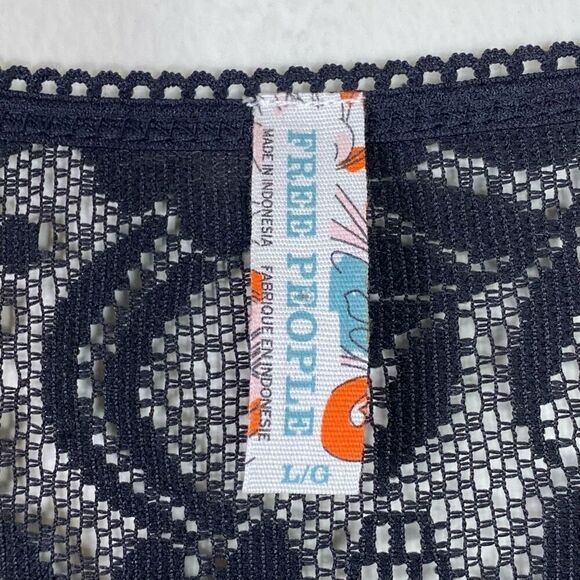 FREE PEOPLE
MADE IN INDONESIA FABRIQUE EN INDONESIE
L/G